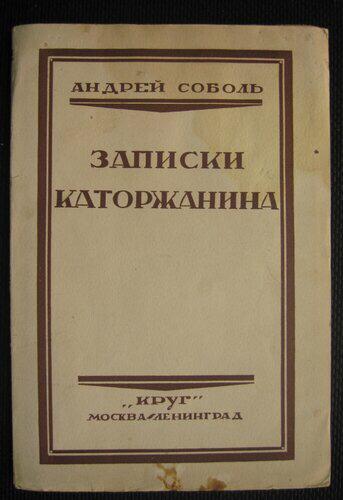 АНДРЕЙ СОБОЛЬ
ЗАПИСКИ
КАТОРЖАНИНА
„КРУГ"
МОСКВА-ЛЕНИНГРАД